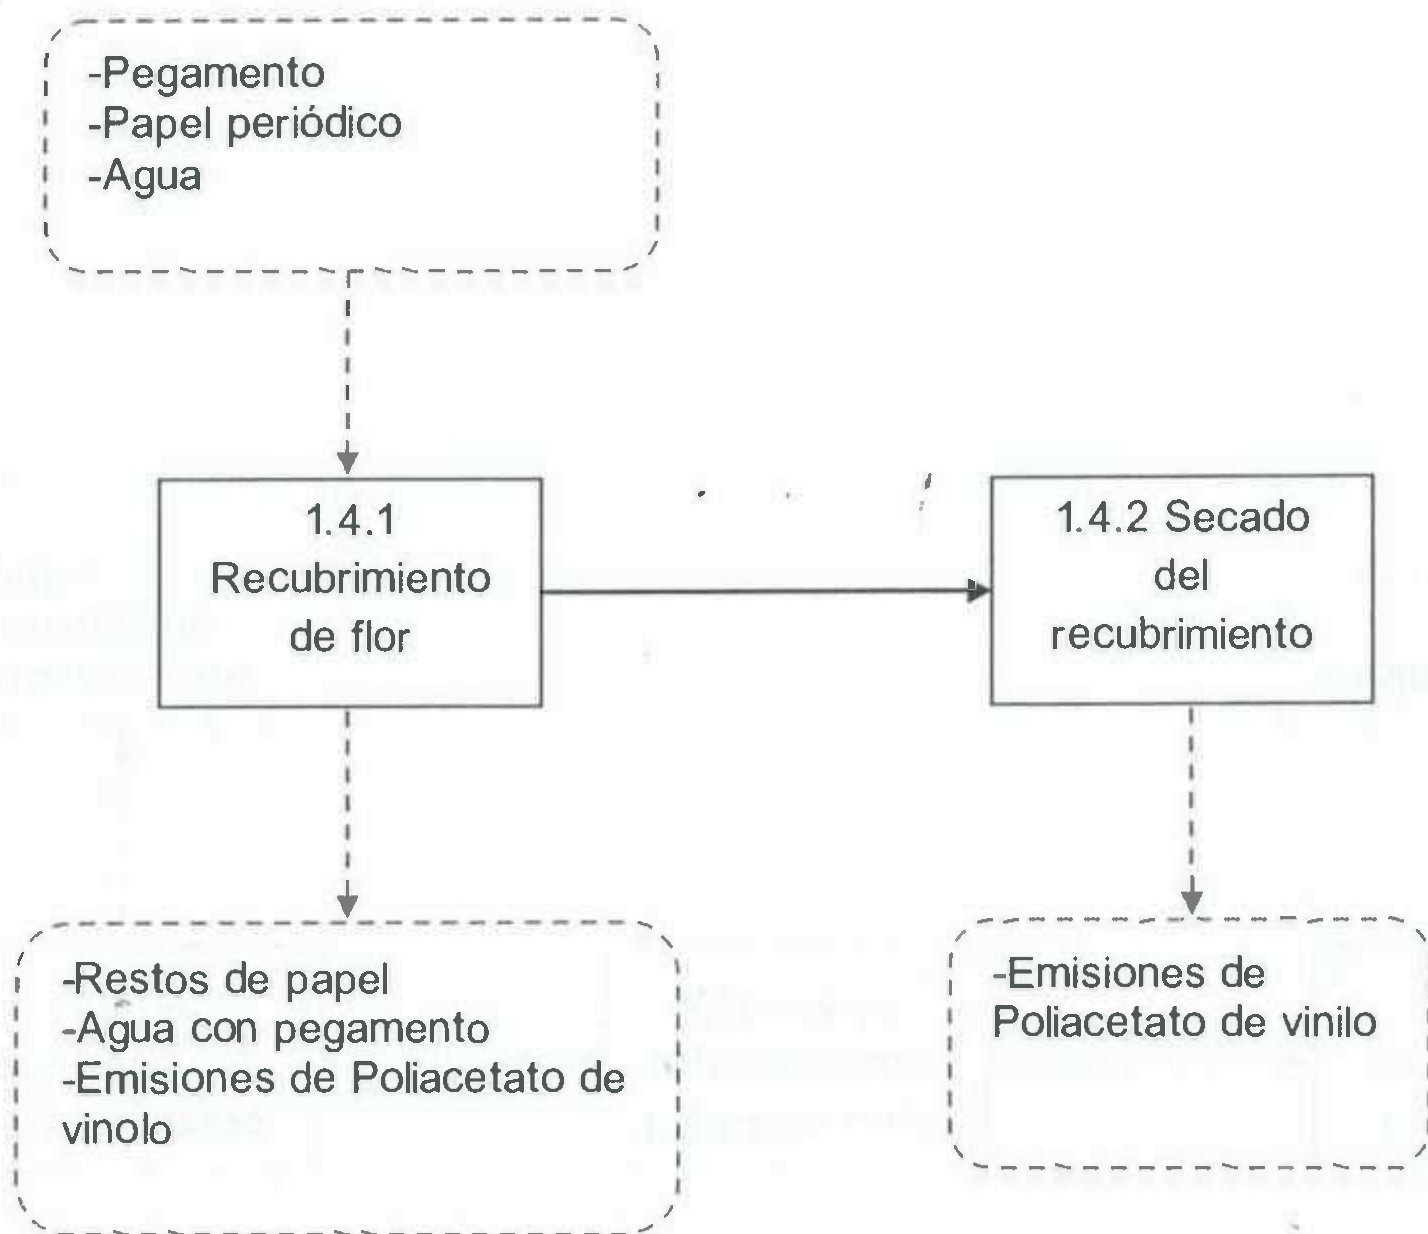 -Pegamento
-Papel periódico
-Agua
1.4.1
Recubrimiento
de flor
1.4.2 Secado
del
recubrimiento
-Restos de papel
-Agua con pegamento
-Emisiones de Poliacetato de
vinolo
-Emisiones de
Poliacetato de vinilo